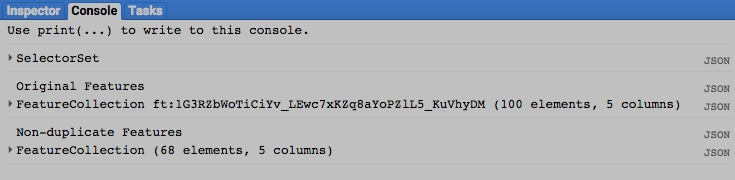 Inspector Console Tasks
Use print(...) to write to this console.
SelectorSet JSON
Original Features JSON
FeatureCollection ft:1G3RZbWoTiCiYv_LEwc7xKZq8aYoPZlL5_KuVhyDM (100 elements, 5 columns) JSON
Non-duplicate Features JSON
FeatureCollection (68 elements, 5 columns) JSON